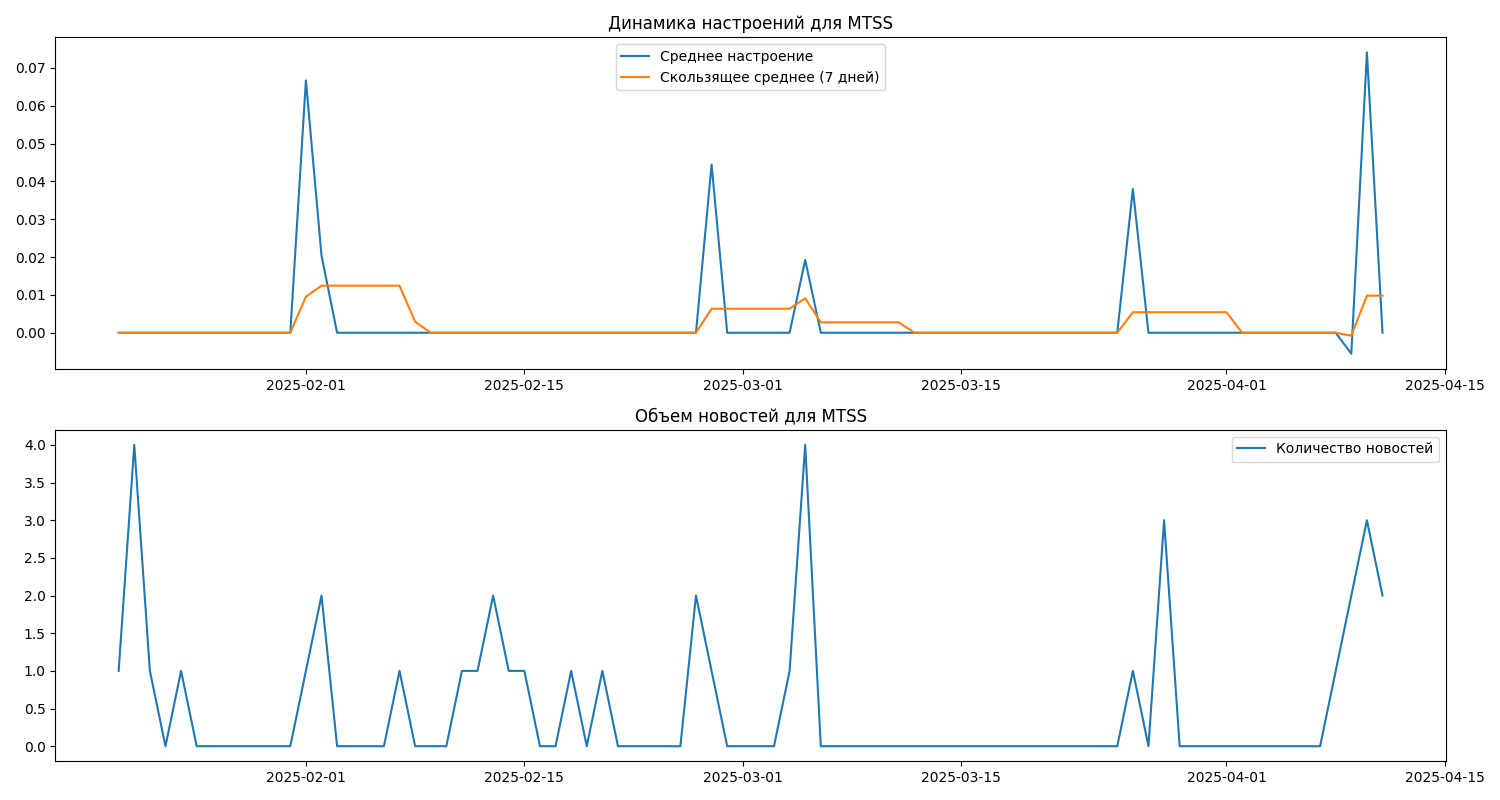 Динамика настроений для MTSS
Среднее настроение
Скользящее среднее (7 дней)
0.07
0.06
0.05
0.04
0.03
0.02
0.01
0.00
2025-02-01 2025-02-15 2025-03-01 2025-03-15 2025-04-01 2025-04-15
Объем новостей для MTSS
Количество новостей
4.0
3.5
3.0
2.5
2.0
1.5
1.0
0.5
0.0
2025-02-01 2025-02-15 2025-03-01 2025-03-15 2025-04-01 2025-04-15